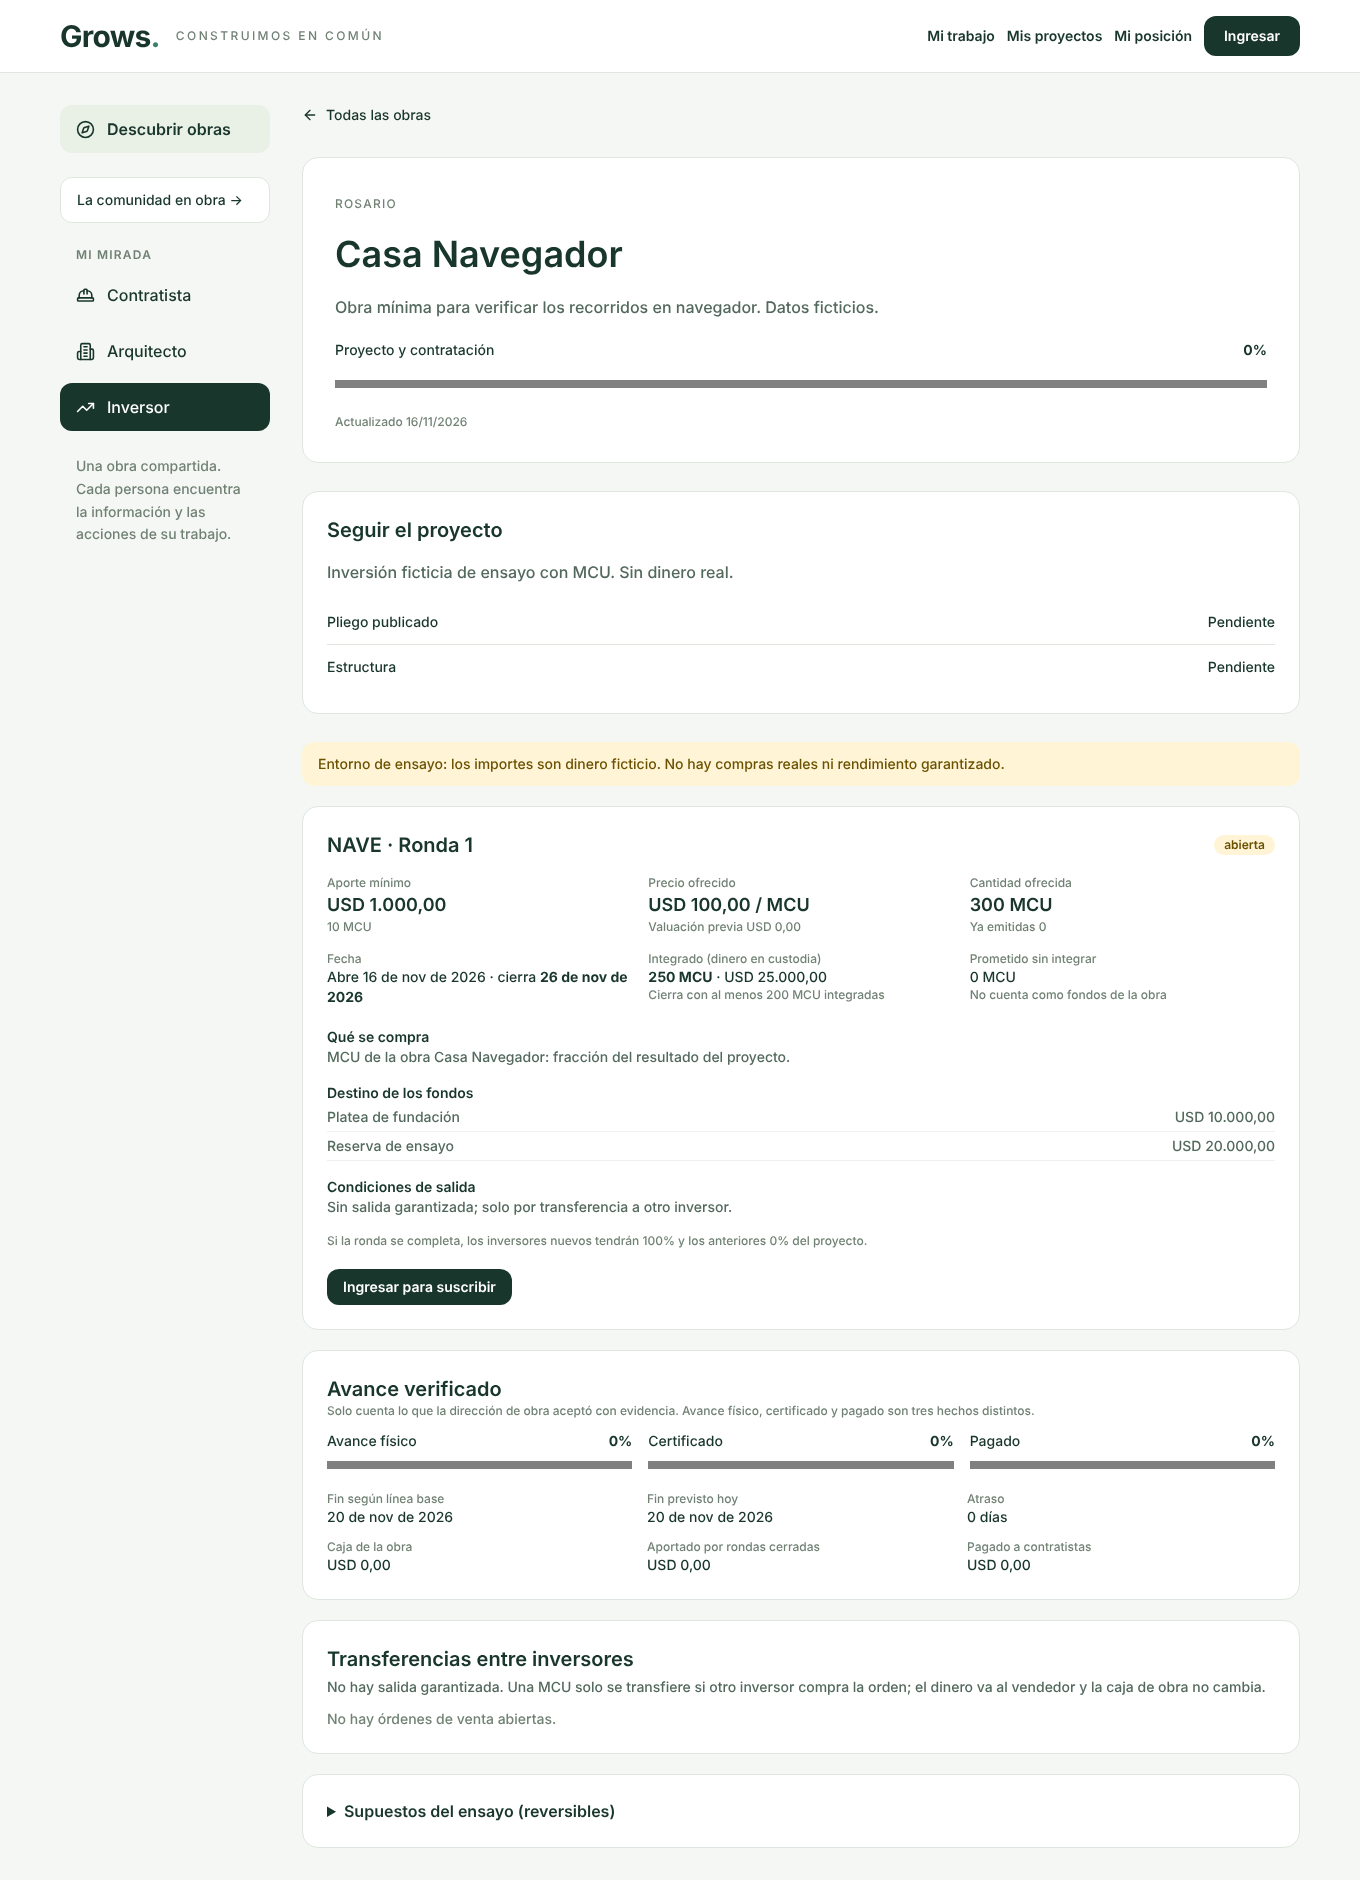 Grows.
CONSTRUIMOS EN COMÚN
Mi trabajo
Mis proyectos
Mi posición
Ingresar
Descubrir obras
La comunidad en obra →
MI MIRADA
Contratista
Arquitecto
Inversor
Una obra compartida.
Cada persona encuentra
la información y las
acciones de su trabajo.
← Todas las obras
ROSARIO
Casa Navegador
Obra mínima para verificar los recorridos en navegador. Datos ficticios.
Proyecto y contratación 0%
Actualizado 16/11/2026
Seguir el proyecto
Inversión ficticia de ensayo con MCU. Sin dinero real.
Pliego publicado Pendiente
Estructura Pendiente
Entorno de ensayo: los importes son dinero ficticio. No hay compras reales ni rendimiento garantizado.
NAVE · Ronda 1 abierta
Aporte mínimo
USD 1.000,00
10 MCU
Precio ofrecido
USD 100,00 / MCU
Valuación previa USD 0,00
Cantidad ofrecida
300 MCU
Ya emitidas 0
Fecha
Abre 16 de nov de 2026 · cierra 26 de nov de
2026
Integrado (dinero en custodia)
250 MCU · USD 25.000,00
Cierra con al menos 200 MCU integradas
Prometido sin integrar
0 MCU
No cuenta como fondos de la obra
Qué se compra
MCU de la obra Casa Navegador: fracción del resultado del proyecto.
Destino de los fondos
Platea de fundación USD 10.000,00
Reserva de ensayo USD 20.000,00
Condiciones de salida
Sin salida garantizada; solo por transferencia a otro inversor.
Si la ronda se completa, los inversores nuevos tendrán 100% y los anteriores 0% del proyecto.
Ingresar para suscribir
Avance verificado
Solo cuenta lo que la dirección de obra aceptó con evidencia. Avance físico, certificado y pagado son tres hechos distintos.
Avance físico 0%
Certificado 0%
Pagado 0%
Fin según línea base
20 de nov de 2026
Fin previsto hoy
20 de nov de 2026
Atraso
0 días
Caja de la obra
USD 0,00
Aportado por rondas cerradas
USD 0,00
Pagado a contratistas
USD 0,00
Transferencias entre inversores
No hay salida garantizada. Una MCU solo se transfiere si otro inversor compra la orden; el dinero va al vendedor y la caja de obra no cambia.
No hay órdenes de venta abiertas.
▶ Supuestos del ensayo (reversibles)